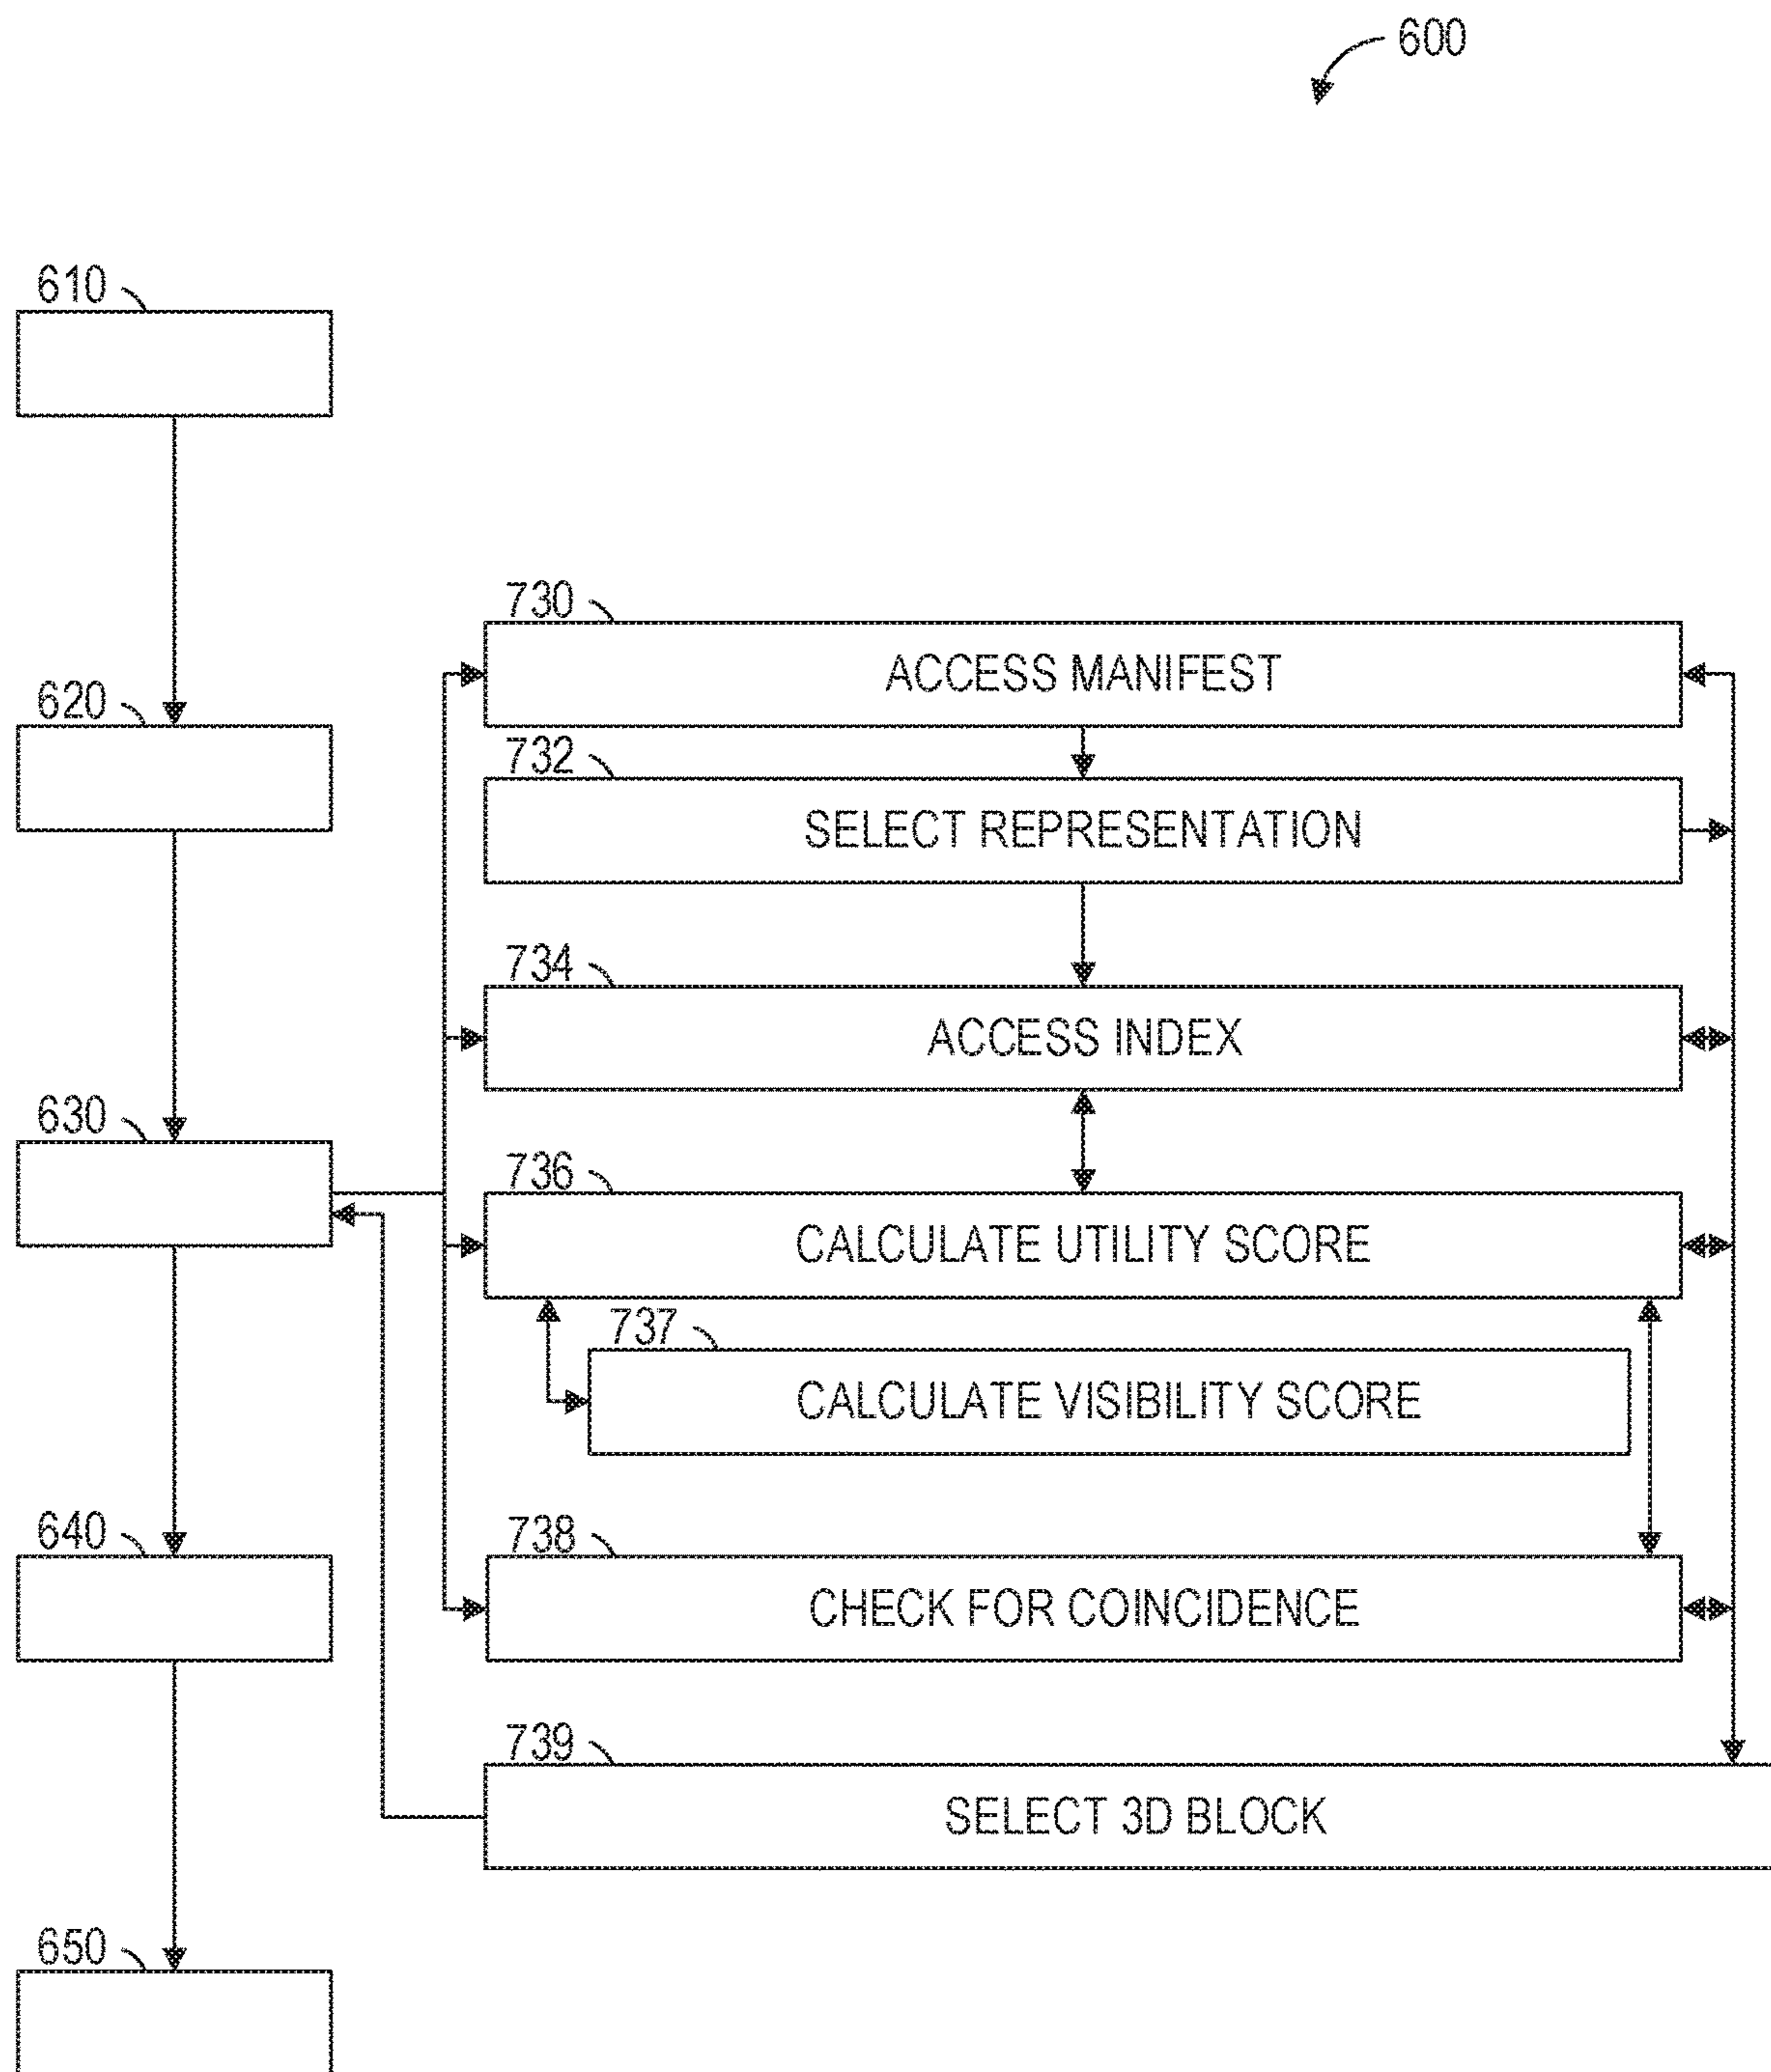 600
610
730
ACCESS MANIFEST
620
732
SELECT REPRESENTATION
734
ACCESS INDEX
630
736
CALCULATE UTILITY SCORE
737
CALCULATE VISIBILITY SCORE
640
738
CHECK FOR COINCIDENCE
739
SELECT 3D BLOCK
650